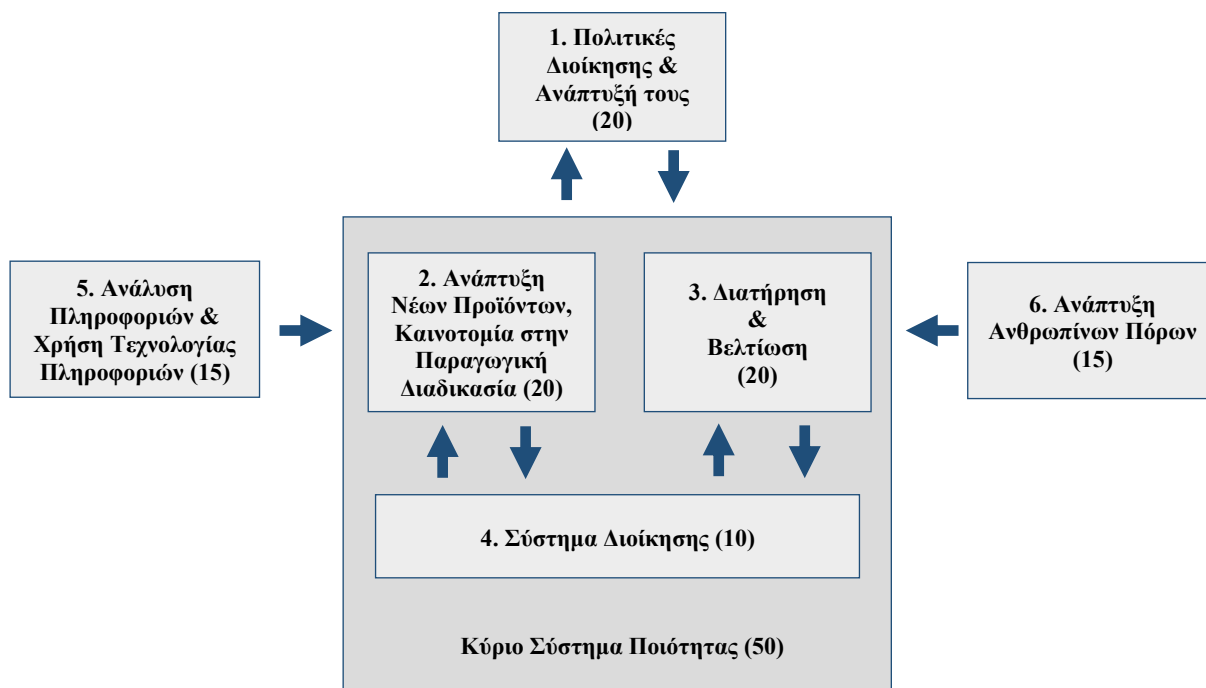 1. Πολιτικές
Διοίκησης &
Ανάπτυξή τους
(20)
5. Ανάλυση
Πληροφοριών &
Χρήση Τεχνολογίας
Πληροφοριών (15)
2. Ανάπτυξη
Νέων Προϊόντων,
Καινοτομία στην
Παραγωγική
Διαδικασία (20)
3. Διατήρηση
&
Βελτίωση
(20)
6. Ανάπτυξη
Ανθρωπίνων Πόρων
(15)
4. Σύστημα Διοίκησης (10)
Κύριο Σύστημα Ποιότητας (50)